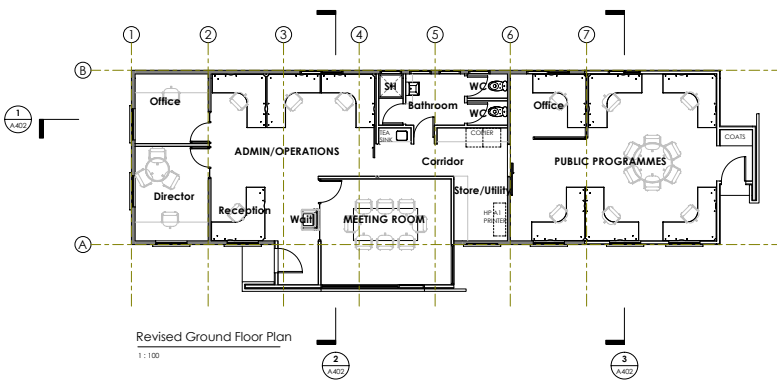 1
2
3
4
5
6
7
B
Office
SH
Bathroom
WC
WC
Office
1
A402
TEA
SINK
COPIER
COATS
ADMIN/OPERATIONS
Corridor
PUBLIC PROGRAMMES
Director
Store/Utility
Reception
Wait
MEETING ROOM
HP A1
PRINTER
A
Revised Ground Floor Plan
1 : 100
2
A402
3
A402